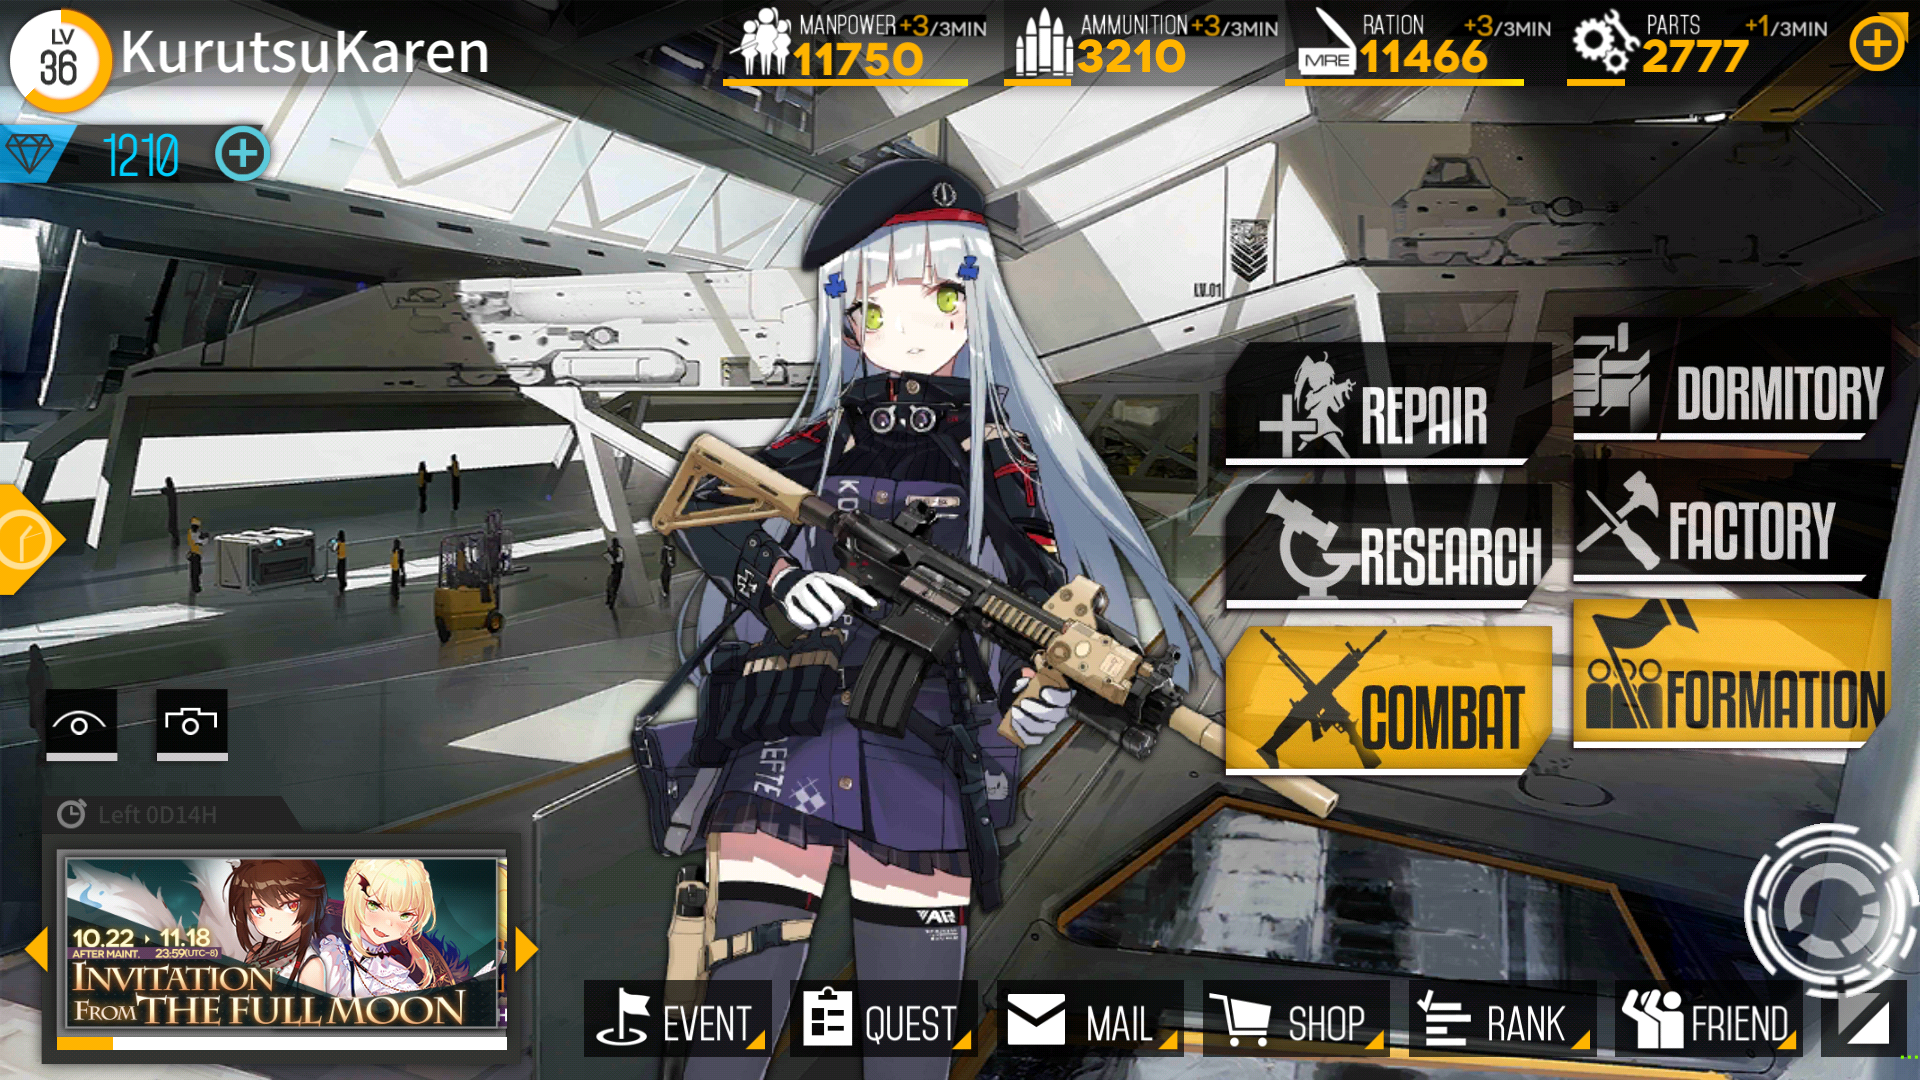 LV
36
KurutsuKaren
MANPOWER +3/3MIN
11750
AMMUNITION +3/3MIN
3210
MRE
RATION +3/3MIN
11466
PARTS +1/3MIN
2777
1210
LV.01
REPAIR
DORMITORY
RESEARCH
FACTORY
COMBAT
FORMATION
Left 0D14H
10.22 11.18
AFTER MAINT. 23:59(UTC-8)
INVITATION
FROM THE FULL MOON
EVENT
QUEST
MAIL
SHOP
RANK
FRIEND